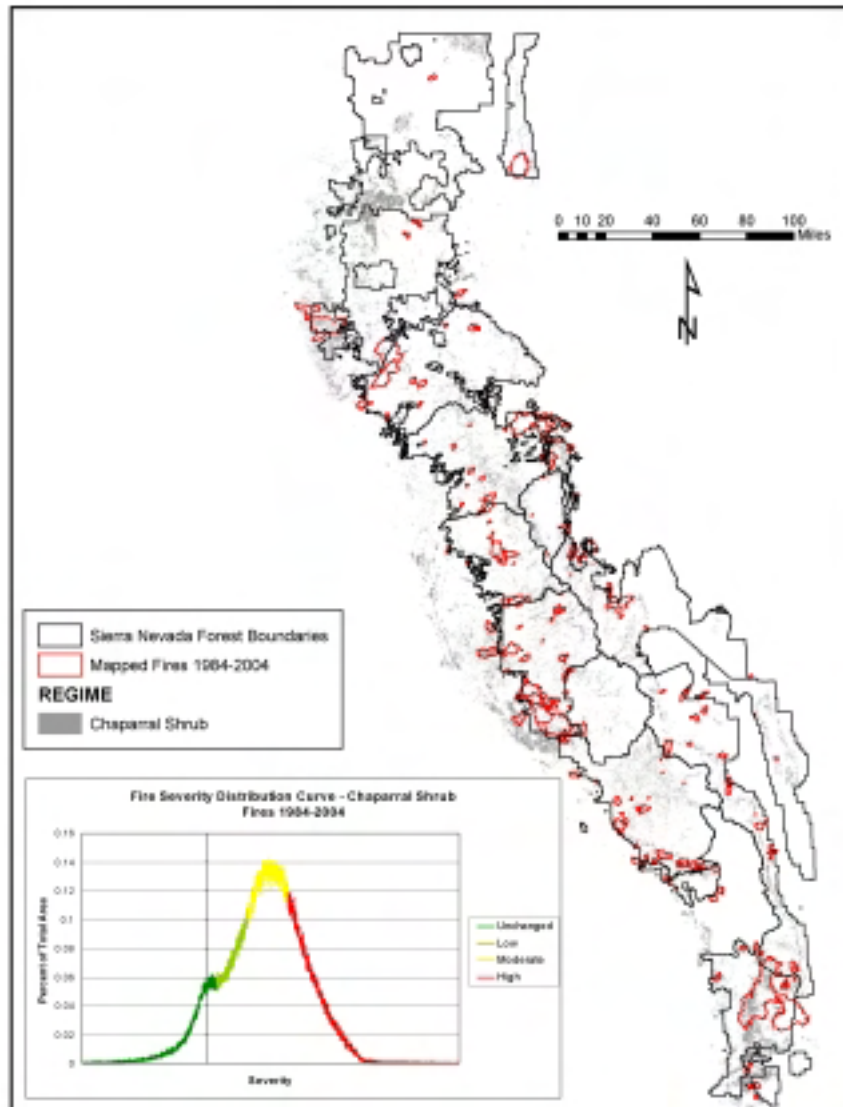 0 10 20 40 60 80 100
Miles
N
Sierra Nevada Forest Boundaries
Mapped Fires 1984-2004
REGIME
Chaparral Shrub
Fire Severity Distribution Curve - Chaparral Shrub
Fires 1984-2004
0.16
0.14
0.12
0.1
0.08
0.06
0.04
0.02
0
Percent of Total Area
Severity
Unchanged
Low
Moderate
High